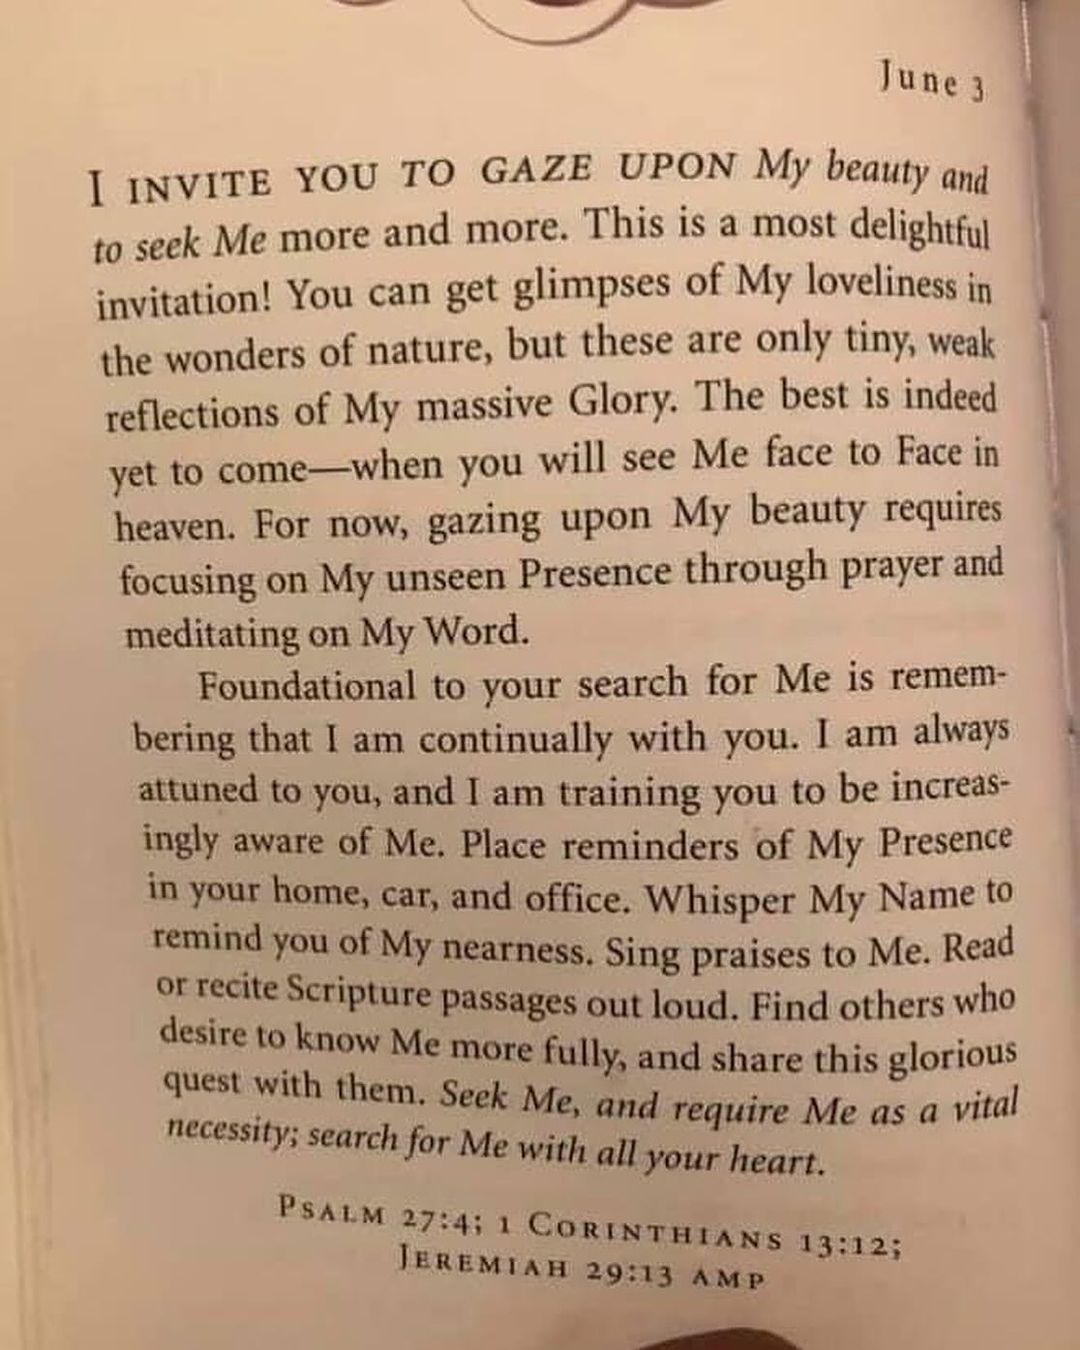 June 3
I INVITE YOU TO GAZE UPON My beauty and
to seek Me more and more. This is a most delightful
invitation! You can get glimpses of My loveliness in
the wonders of nature, but these are only tiny, weak
reflections of My massive Glory. The best is indeed
yet to come—when you will see Me face to Face in
heaven. For now, gazing upon My beauty requires
focusing on My unseen Presence through prayer and
meditating on My Word.
Foundational to your search for Me is remem-
bering that I am continually with you. I am always
attuned to you, and I am training you to be increas-
ingly aware of Me. Place reminders of My Presence
in your home, car, and office. Whisper My Name to
remind you of My nearness. Sing praises to Me. Read
or recite Scripture passages out loud. Find others who
desire to know Me more fully, and share this glorious
quest with them. Seek Me, and require Me as a vital
necessity; search for Me with all your heart.
PSALM 27:4; 1 CORINTHIANS 13:12;
JEREMIAH 29:13 AMP